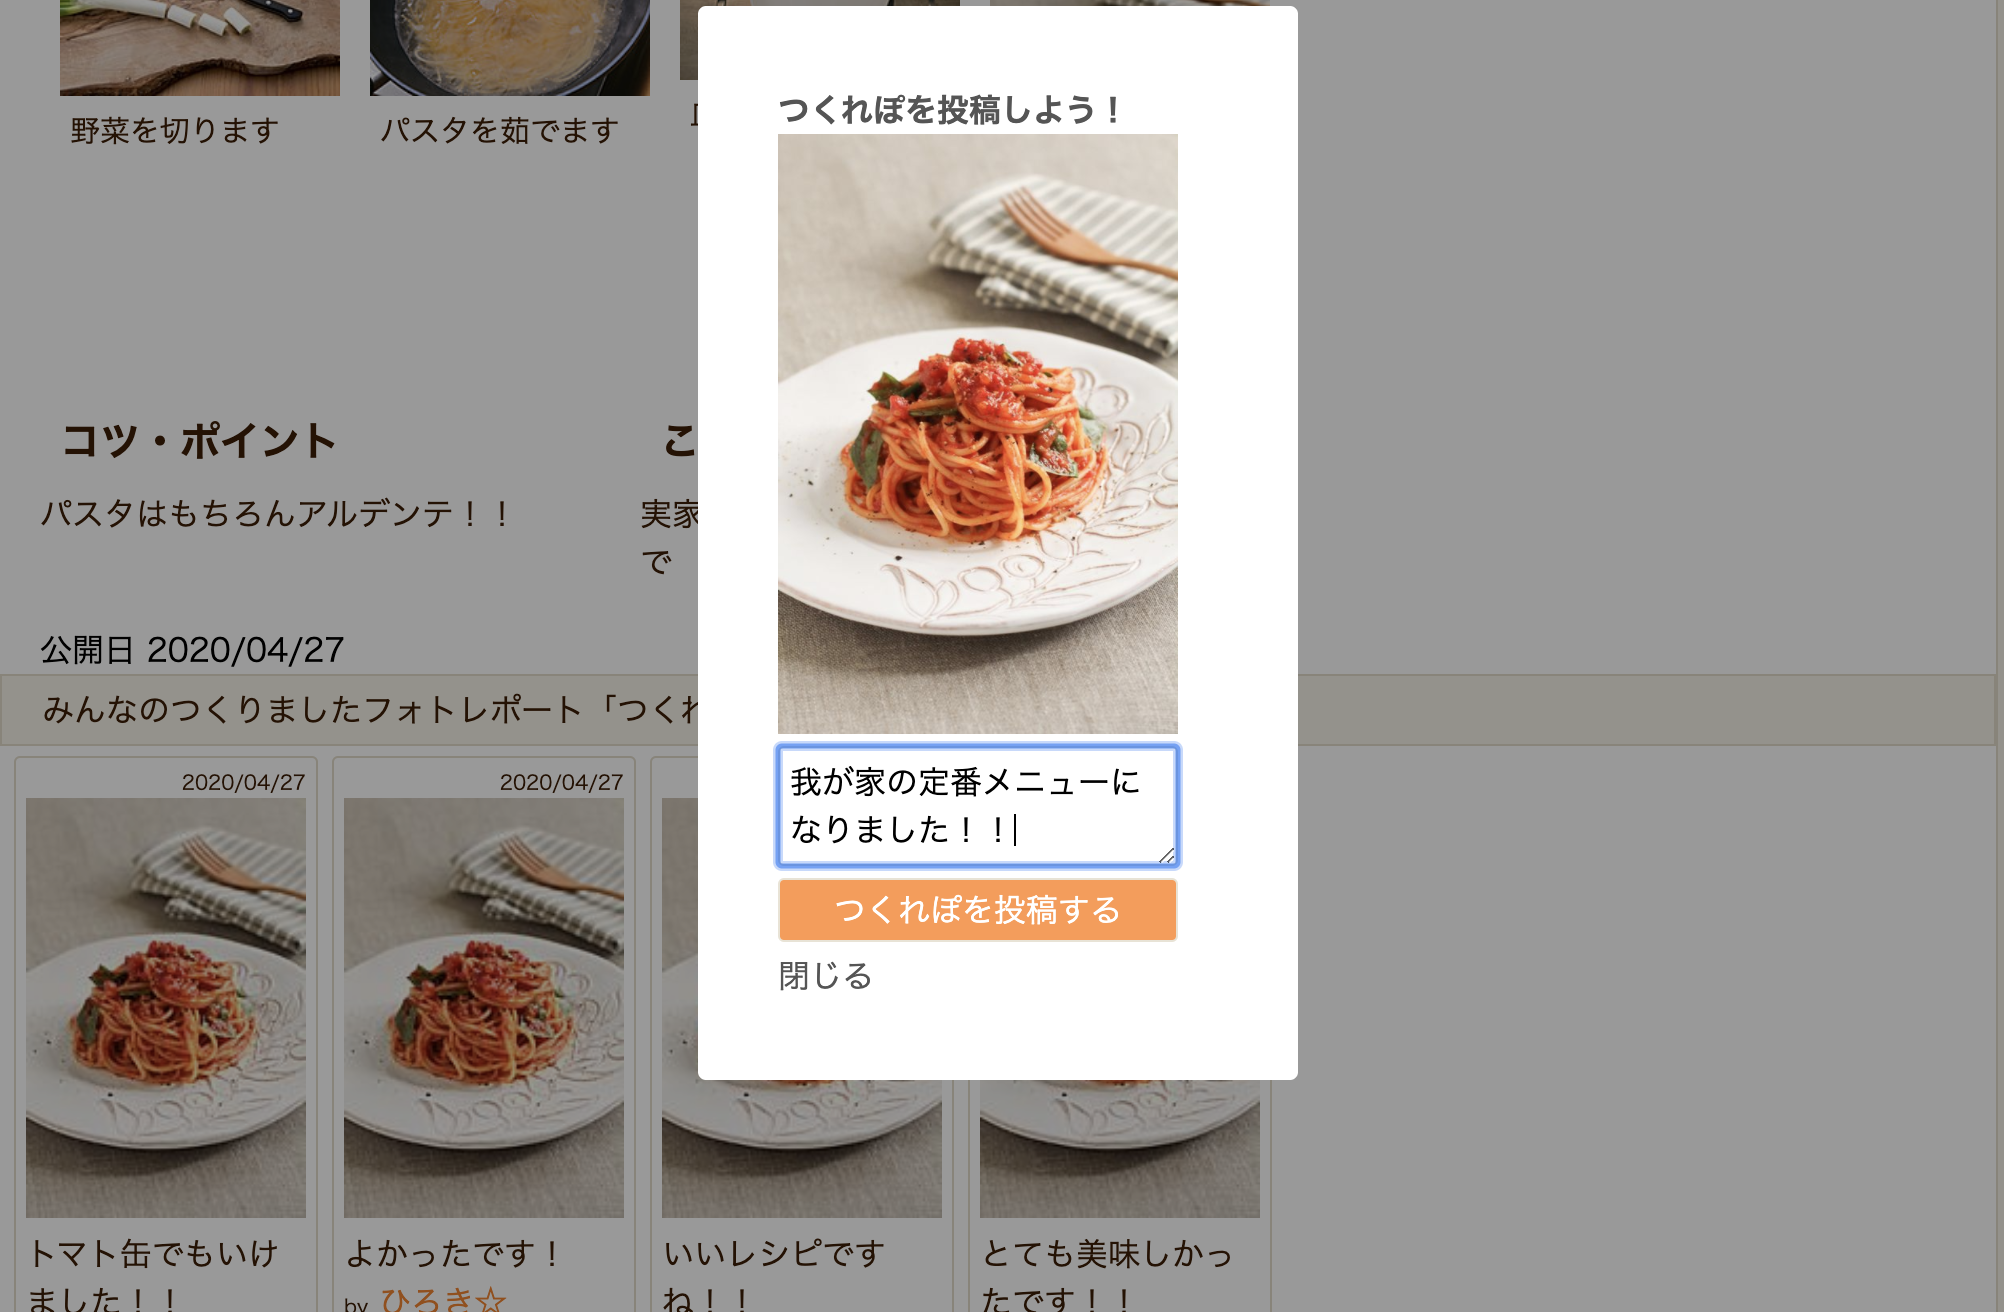 野菜を切ります
パスタを茹でます
つくれぽを投稿しよう！
コツ・ポイント
こ
パスタはもちろんアルデンテ！！
実家
で
公開日 2020/04/27
みんなのつくりましたフォトレポート「つくれ
我が家の定番メニューに
なりました！！
つくれぽを投稿する
閉じる
2020/04/27
トマト缶でもいけ
ました！！
2020/04/27
よかったです！
by ひろき☆
いいレシピです
ね！！
とても美味しかっ
たです！！